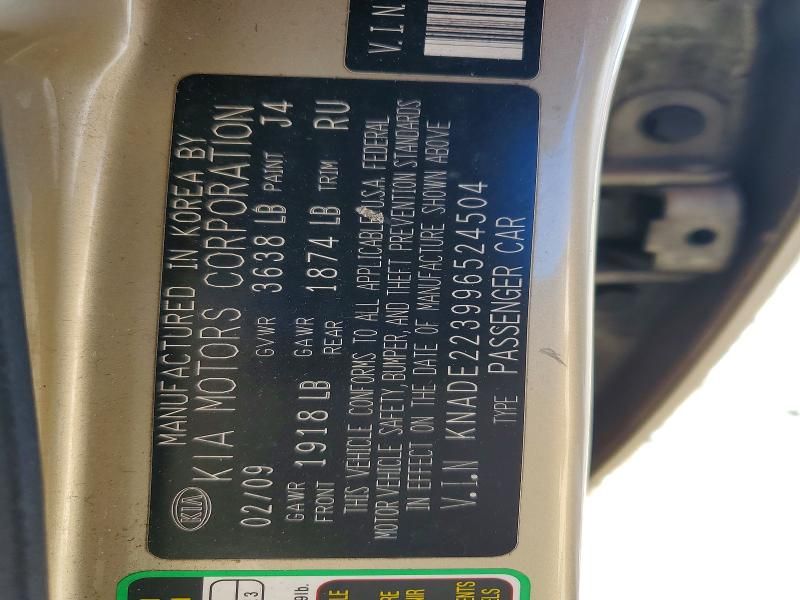 V.I.N
MANUFACTURED IN KOREA BY
KIA KIA MOTORS CORPORATION
02/09 GVWR 3638 LB PAINT J4
GAWR FRONT 1918 LB GAWR REAR 1874 LB TRIM RU
THIS VEHICLE CONFORMS TO ALL APPLICABLE U.S.A. FEDERAL
MOTOR VEHICLE SAFETY, BUMPER, AND THEFT PREVENTION STANDARDS
IN EFFECT ON THE DATE OF MANUFACTURE SHOWN ABOVE
V.I.N KNADE223996524504
TYPE PASSENGER CAR
3